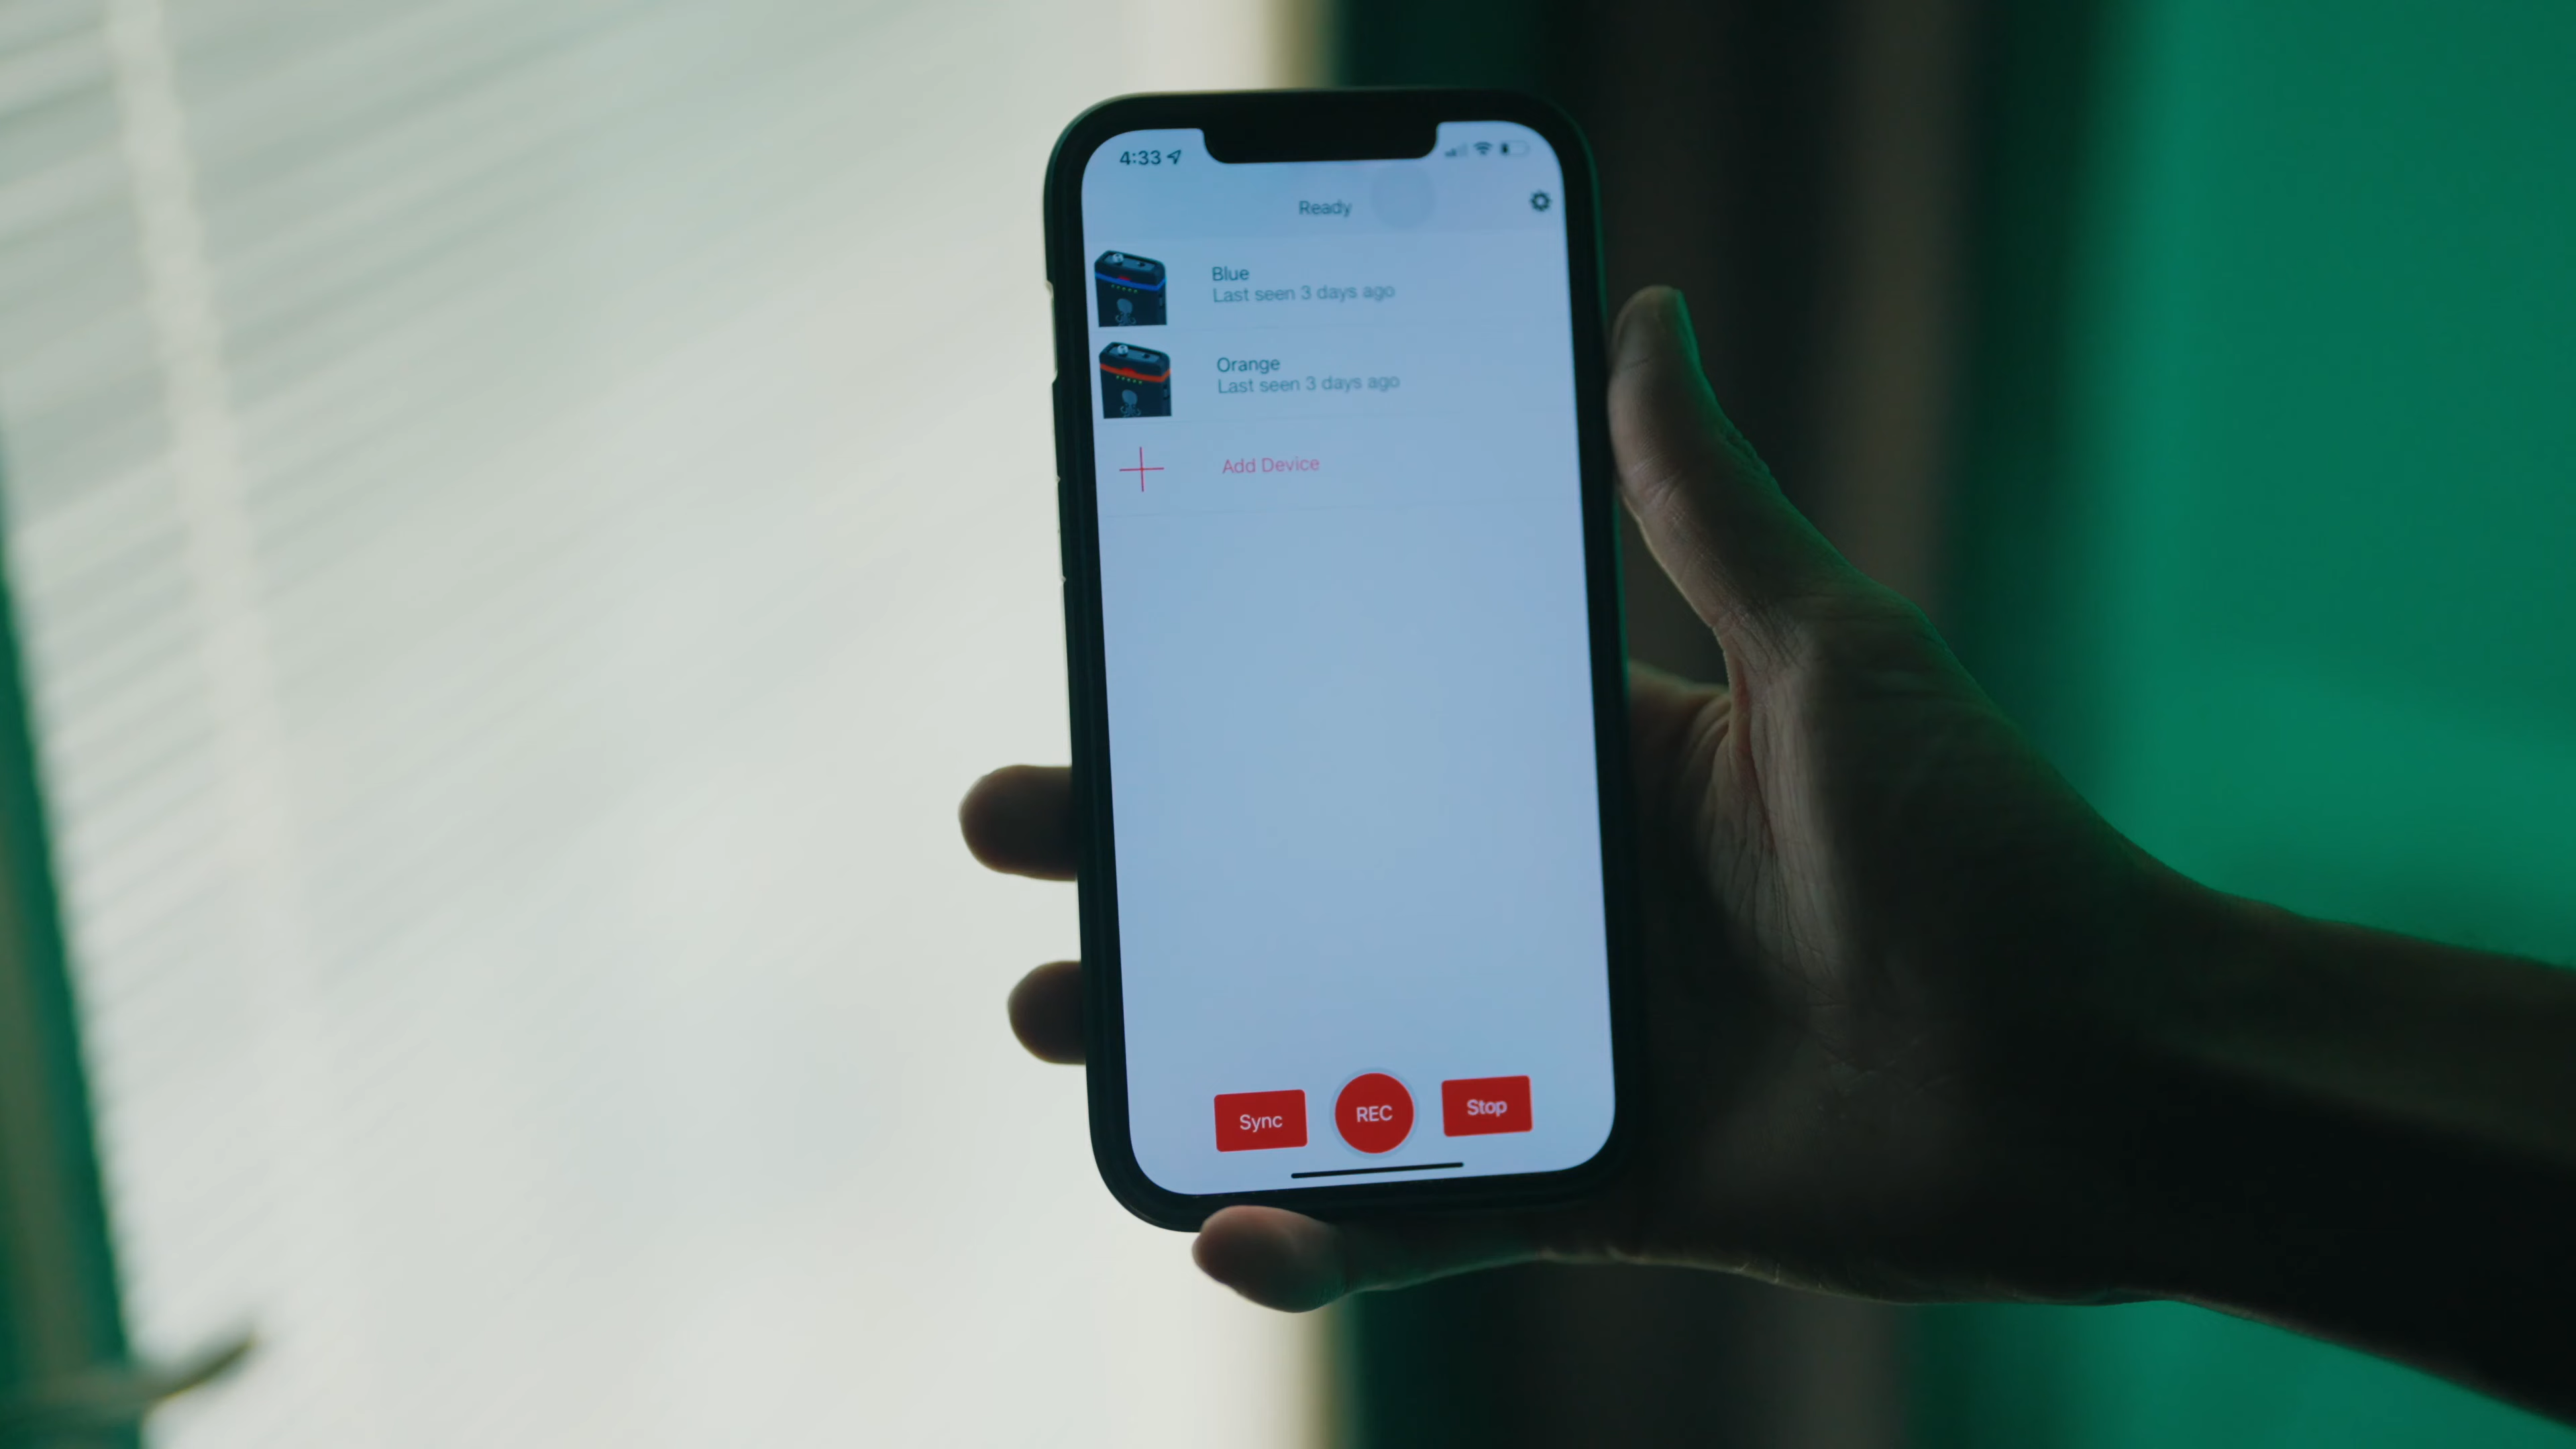 4:33
Ready
Blue
Last seen 3 days ago
Orange
Last seen 3 days ago
Add Device
Sync
REC
Stop